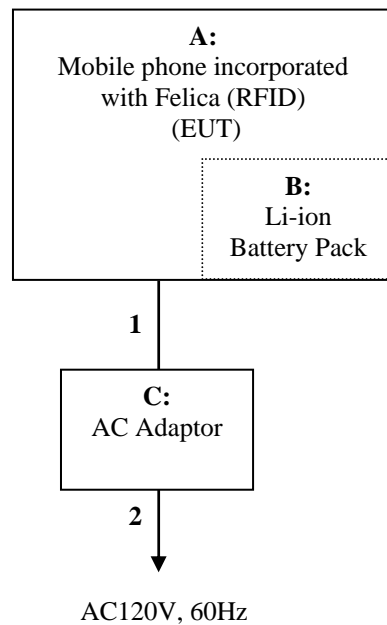 A:
Mobile phone incorporated
with Felica (RFID)
(EUT)
B:
Li-ion
Battery Pack
1
C:
AC Adaptor
2
AC120V, 60Hz